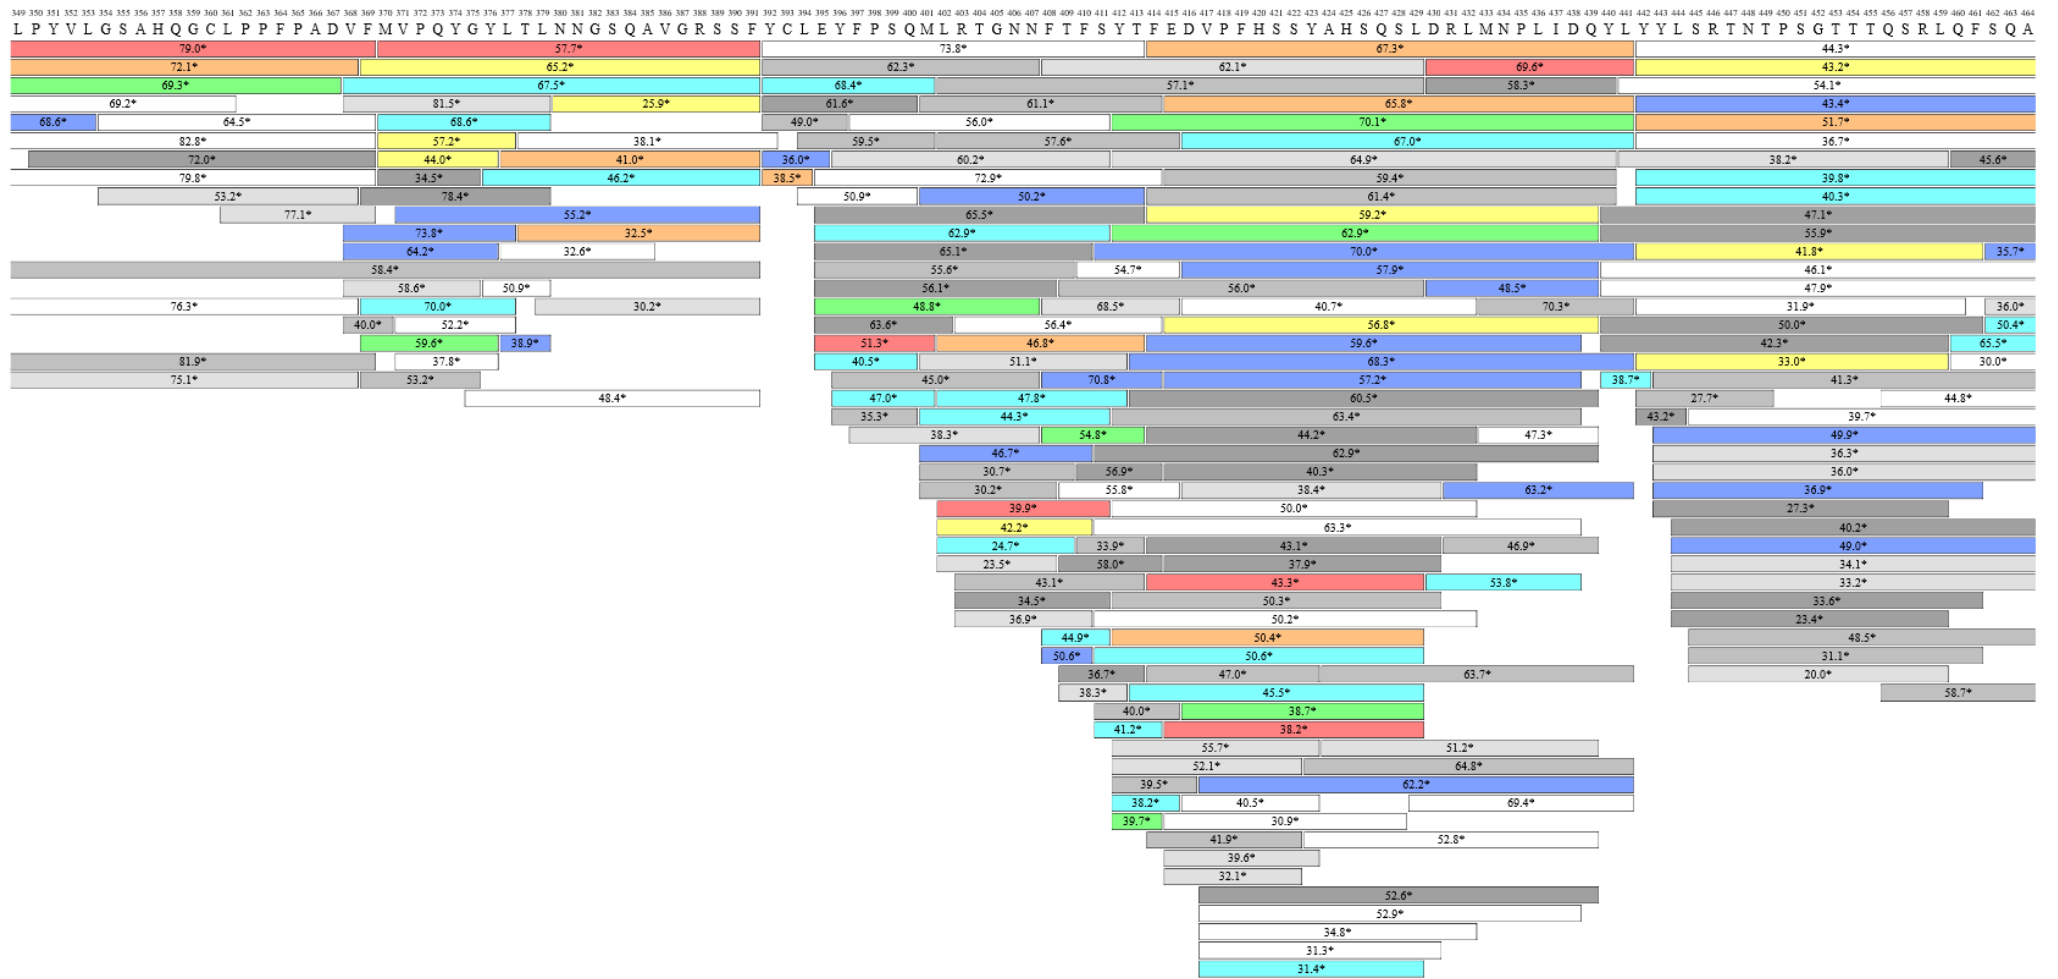 349 350 351 352 353 354 355 356 357 358 359 360 361 362 363 364 365 366 367 368 369 370 371 372 373 374 375 376 377 378 379 380 381 382 383 384 385 386 387 388 389 390 391 392 393 394 395 396 397 398 399 400 401 402 403 404 405 406 407 408 409 410 411 412 413 414 415 416 417 418 419 420 421 422 423 424 425 426 427 428 429 430 431 432 433 434 435 436 437 438 439 440 441 442 443 444 445 446 447 448 449 450 451 452 453 454 455 456 457 458 459 460 461 462 463 464
L P Y V L G S A H Q G C L P P F P A D V F M V P Q Y G Y L T L N N G S Q A V G R S S F Y C L E Y F P S Q M L R T G N N F T F S Y T F E D V P F H S S Y A H S Q S L D R L M N P L I D Q Y L Y Y L S R T N T P S G T T T Q S R L Q F S Q A
79.0* 57.7* 73.8* 67.3* 44.3*
72.1* 65.2* 62.3* 62.1* 69.6* 43.2*
69.3* 67.5* 68.4* 57.1* 58.3* 54.1*
69.2* 81.5* 25.9* 61.6* 61.1* 65.8* 43.4*
68.6* 64.5* 68.6* 49.0* 56.0* 70.1* 51.7*
82.8* 57.2* 38.1* 59.5* 57.6* 67.0* 36.7*
72.0* 44.0* 41.0* 36.0* 60.2* 64.9* 38.2* 45.6*
79.8* 34.5* 46.2* 38.5* 72.9* 59.4* 39.8*
53.2* 78.4* 50.9* 50.2* 61.4* 40.3*
77.1* 55.2* 65.5* 59.2* 47.1*
73.8* 32.5* 62.9* 62.9* 55.9*
64.2* 32.6* 65.1* 70.0* 41.8* 35.7*
58.4* 55.6* 54.7* 57.9* 46.1*
58.6* 50.9* 56.1* 56.0* 48.5* 47.9*
76.3* 70.0* 30.2* 48.8* 68.5* 40.7* 70.3* 31.9* 36.0*
40.0* 52.2* 63.6* 56.4* 56.8* 50.0* 50.4*
59.6* 38.9* 51.3* 46.8* 59.6* 42.3* 65.5*
81.9* 37.8* 40.5* 51.1* 68.3* 33.0* 30.0*
75.1* 53.2* 45.0* 70.8* 57.2* 38.7* 41.3*
48.4* 47.0* 47.8* 60.5* 27.7* 44.8*
35.3* 44.3* 63.4* 43.2* 39.7*
38.3* 54.8* 44.2* 47.3* 49.9*
46.7* 62.9* 36.3*
30.7* 56.9* 40.3* 36.0*
30.2* 55.8* 38.4* 63.2* 36.9*
39.9* 50.0* 27.3*
42.2* 63.3* 40.2*
24.7* 33.9* 43.1* 46.9* 49.0*
23.5* 58.0* 37.9* 34.1*
43.1* 43.3* 53.8* 33.2*
34.5* 50.3* 33.6*
36.9* 50.2* 23.4*
44.9* 50.4* 48.5*
50.6* 50.6* 31.1*
36.7* 47.0* 63.7* 20.0*
38.3* 45.5* 58.7*
40.0* 38.7*
41.2* 38.2*
55.7* 51.2*
52.1* 64.8*
39.5* 62.2*
38.2* 40.5* 69.4*
39.7* 30.9*
41.9* 52.8*
39.6*
32.1*
52.6*
52.9*
34.8*
31.3*
31.4*